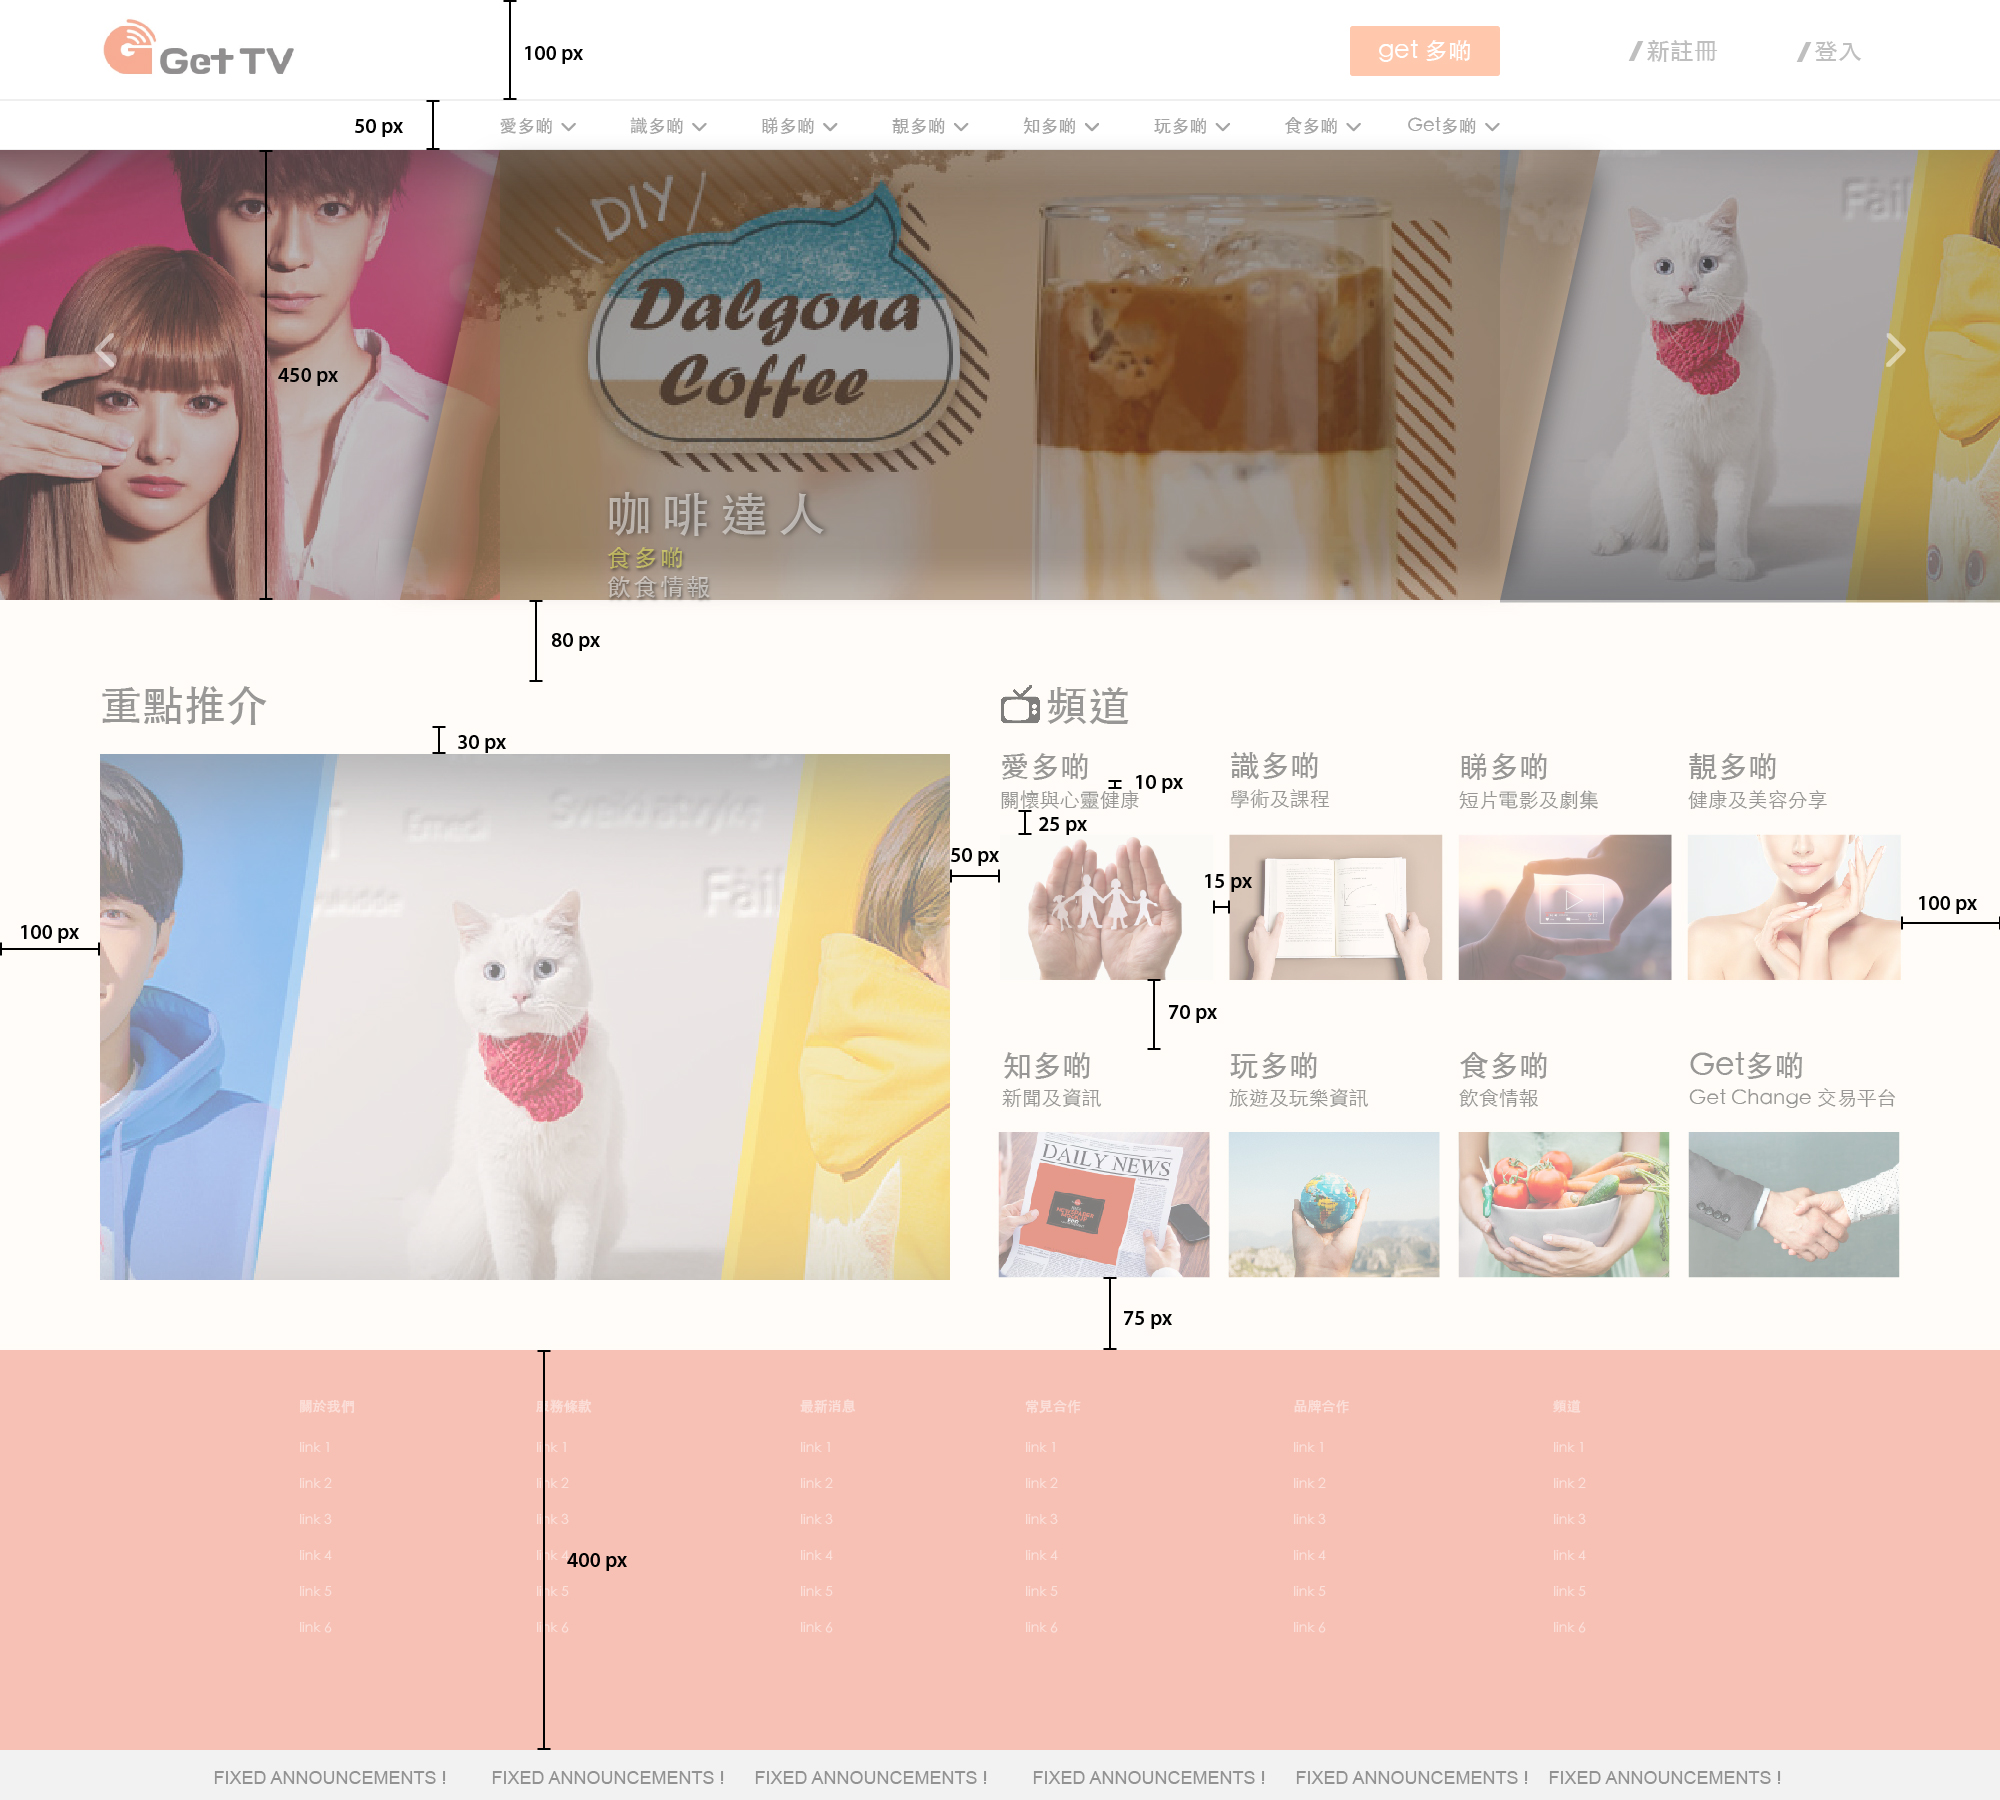 Get TV
100 px
get 多啲
/ 新註冊
/ 登入
50 px
愛多啲
識多啲
睇多啲
靚多啲
知多啲
玩多啲
食多啲
Get多啲
\ DIY /
Dalgona
Coffee
Fail
450 px
咖啡達人
食多啲
飲食情報
80 px
重點推介
30 px
頻道
愛多啲
關懷與心靈健康
10 px
25 px
識多啲
學術及課程
睇多啲
短片電影及劇集
靚多啲
健康及美容分享
Fail
50 px
15 px
100 px
100 px
70 px
知多啲
新聞及資訊
玩多啲
旅遊及玩樂資訊
食多啲
飲食情報
Get多啲
Get Change 交易平台
DAILY NEWS
75 px
關於我們
服務條款
最新消息
常見合作
品牌合作
頻道
link 1
link 1
link 1
link 1
link 1
link 1
link 2
link 2
link 2
link 2
link 2
link 2
link 3
link 3
link 3
link 3
link 3
link 3
link 4
link 4
link 4
link 4
link 4
link 4
400 px
link 5
link 5
link 5
link 5
link 5
link 5
link 6
link 6
link 6
link 6
link 6
link 6
FIXED ANNOUNCEMENTS !
FIXED ANNOUNCEMENTS !
FIXED ANNOUNCEMENTS !
FIXED ANNOUNCEMENTS !
FIXED ANNOUNCEMENTS !
FIXED ANNOUNCEMENTS !